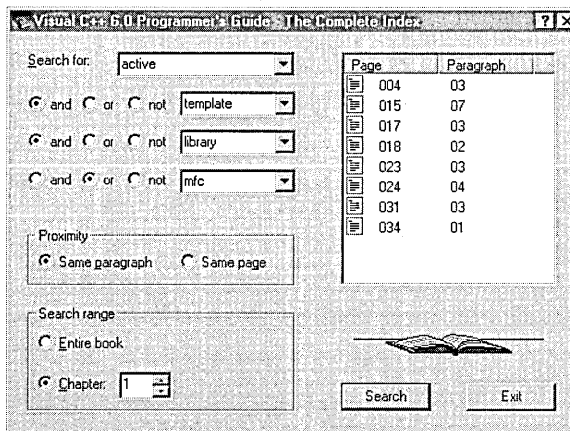 Visual C++ 6.0 Programmer's Guide - The Complete Index
Search for: active
and or not template
and or not library
and or not mfc
Proximity
Same paragraph Same page
Search range
Entire book
Chapter: 1
Page Paragraph
004 03
015 07
017 03
018 02
023 03
024 04
031 03
034 01
Search Exit